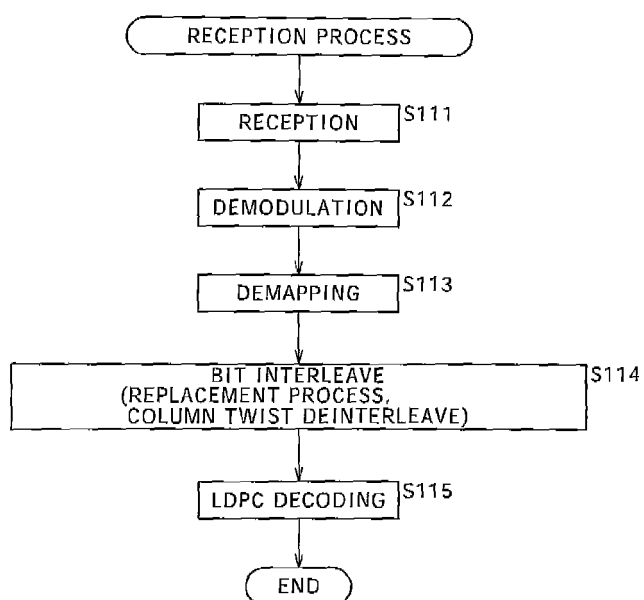 RECEPTION PROCESS
RECEPTION
S111
DEMODULATION
S112
DEMAPPING
S113
BIT INTERLEAVE
(REPLACEMENT PROCESS,
COLUMN TWIST DEINTERLEAVE)
S114
LDPC DECODING
S115
END